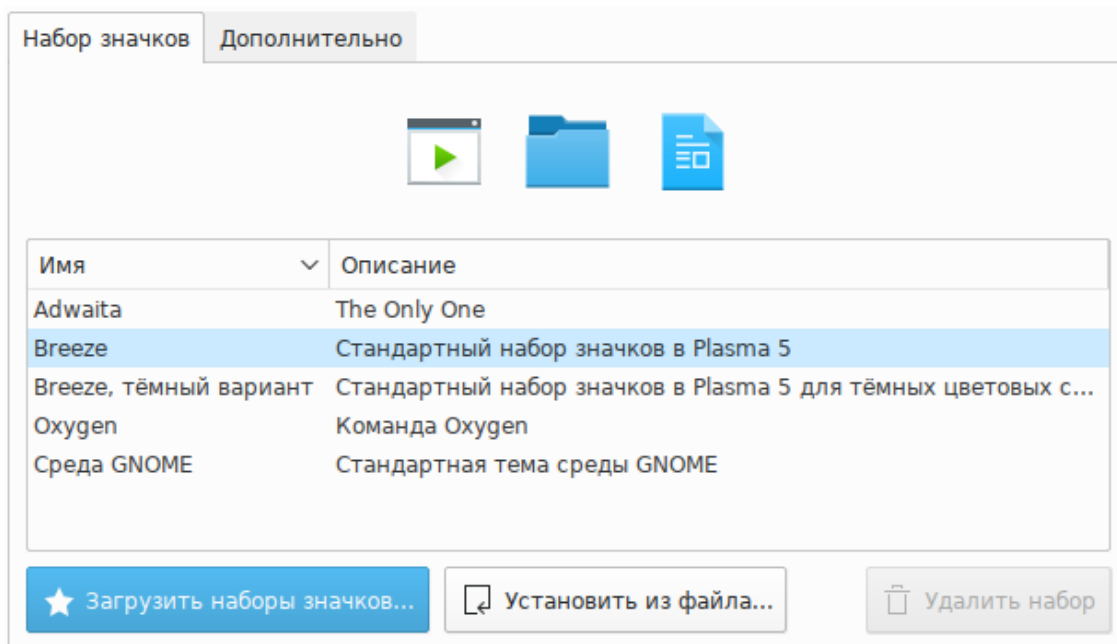 Набор значков Дополнительно
Имя Описание
Adwaita The Only One
Breeze Стандартный набор значков в Plasma 5
Breeze, тёмный вариант Стандартный набор значков в Plasma 5 для тёмных цветовых с...
Oxygen Команда Oxygen
Среда GNOME Стандартная тема среды GNOME
Загрузить наборы значков... Установить из файла... Удалить набор